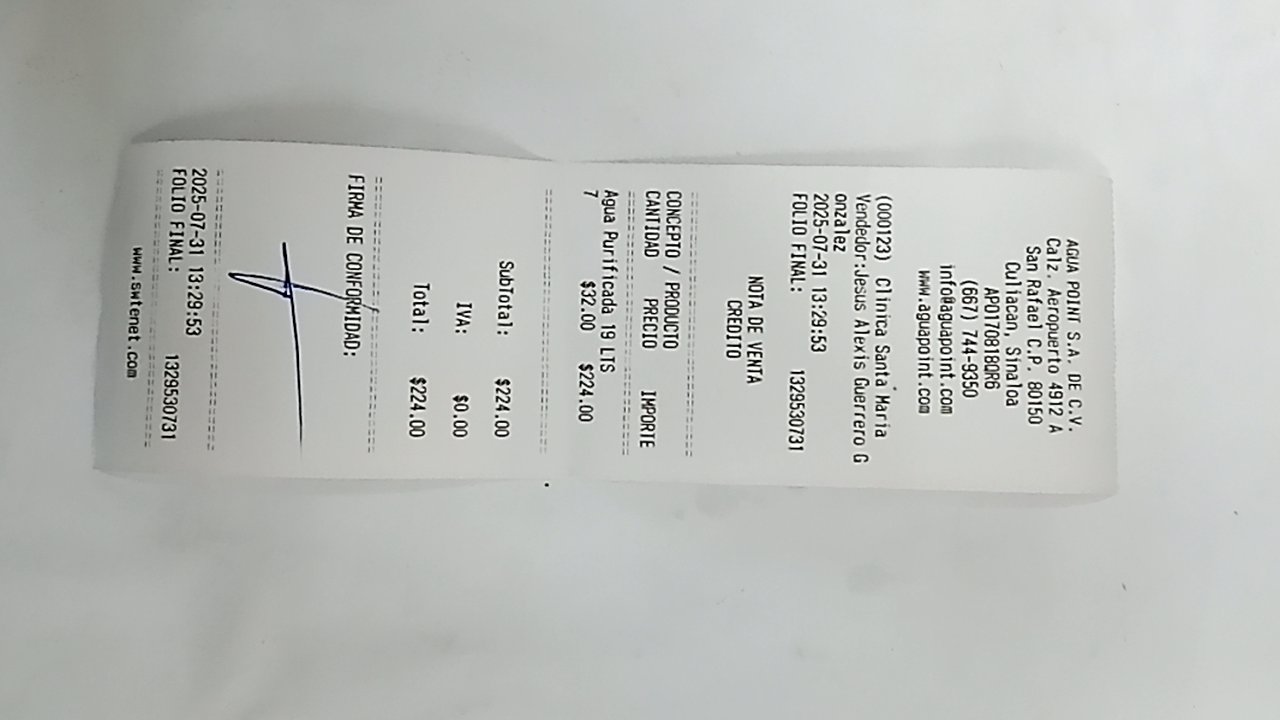 AGUA POINT S.A. DE C.V.
Calz. Aeropuerto 4912 A
San Rafael C.P. 80150
Culiacan, Sinaloa
APO170818QR6
(667) 744-9350
info@aguapoint.com
www.aguapoint.com
(000123) Clinica Santa Maria
Vendedor:Jesus Alexis Guerrero G
onzalez
2025-07-31 13:29:53
FOLIO FINAL: 1329530731
NOTA DE VENTA
CREDITO
CONCEPTO / PRODUCTO
CANTIDAD PRECIO IMPORTE
Agua Purificada 19 LTS
7 $32.00 $224.00
SubTotal: $224.00
IVA: $0.00
Total: $224.00
FIRMA DE CONFORMIDAD:
2025-07-31 13:29:53
FOLIO FINAL: 1329530731
www.swtenet.com